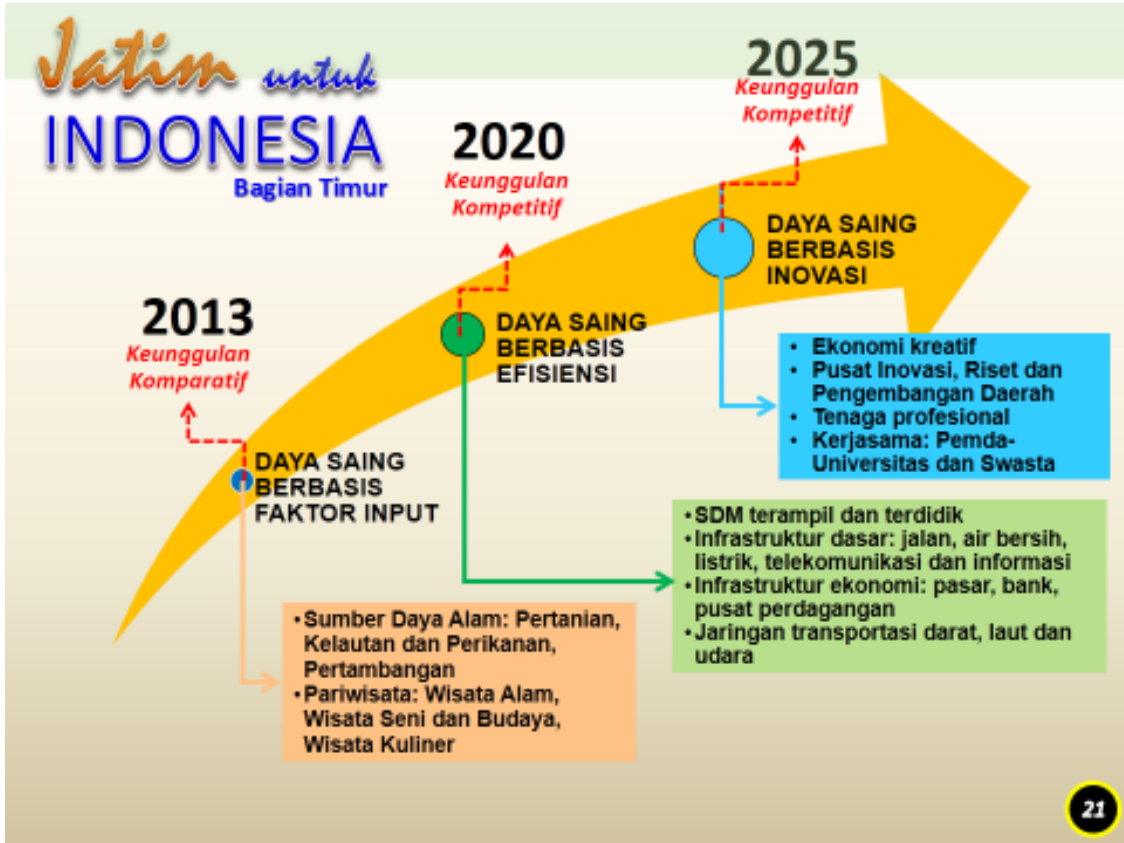 Jatim untuk
INDONESIA
Bagian Timur
2013
Keunggulan
Komparatif
DAYA SAING
BERBASIS
FAKTOR INPUT
•Sumber Daya Alam: Pertanian,
Kelautan dan Perikanan,
Pertambangan
•Pariwisata: Wisata Alam,
Wisata Seni dan Budaya,
Wisata Kuliner
2020
Keunggulan
Kompetitif
DAYA SAING
BERBASIS
EFISIENSI
•SDM terampil dan terdidik
•Infrastruktur dasar: jalan, air bersih,
listrik, telekomunikasi dan informasi
•Infrastruktur ekonomi: pasar, bank,
pusat perdagangan
•Jaringan transportasi darat, laut dan
udara
2025
Keunggulan
Kompetitif
DAYA SAING
BERBASIS
INOVASI
• Ekonomi kreatif
• Pusat Inovasi, Riset dan
Pengembangan Daerah
• Tenaga profesional
• Kerjasama: Pemda-
Universitas dan Swasta
21